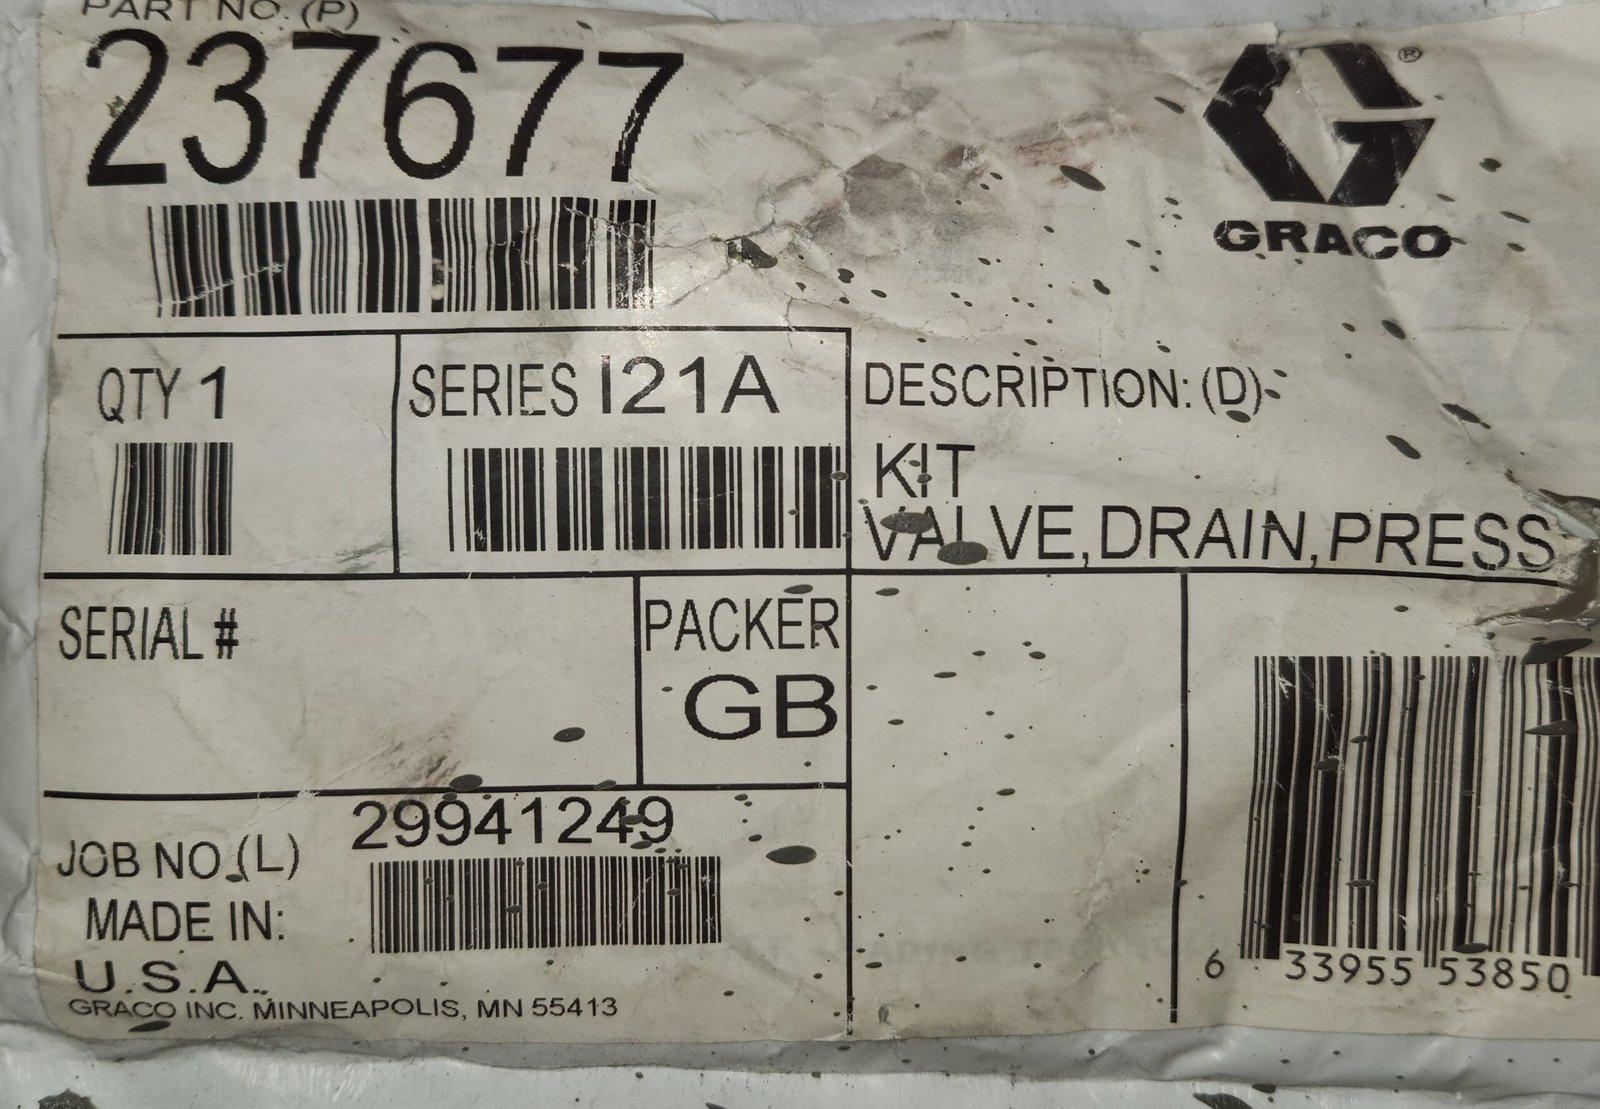 PART NO. (P)
237677
®
GRACO
QTY 1
SERIES I21A
DESCRIPTION: (D)
KIT
VALVE,DRAIN,PRESS
SERIAL #
PACKER
GB
29941249
JOB NO.(L)
MADE IN:
U.S.A.
GRACO INC. MINNEAPOLIS, MN 55413
6 33955 53850